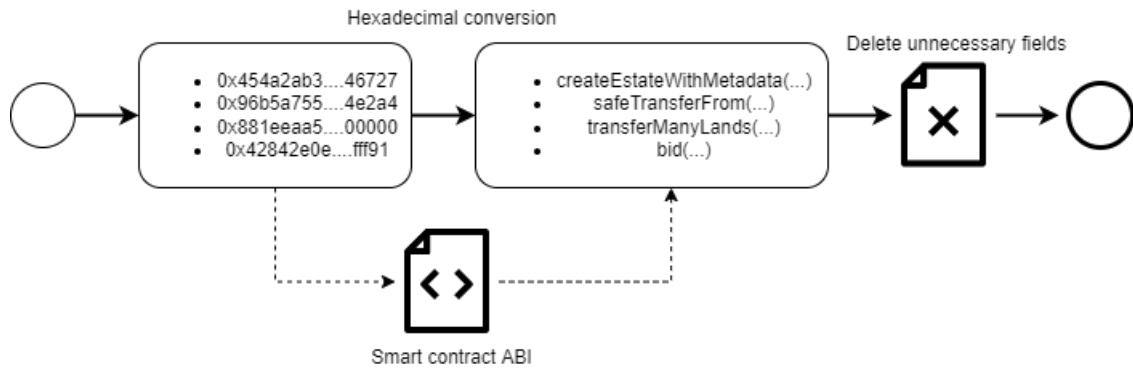 Hexadecimal conversion
• 0x454a2ab3....46727
• 0x96b5a755....4e2a4
• 0x881eeaa5....00000
• 0x42842e0e....fff91
• createEstateWithMetadata(...)
• safeTransferFrom(...)
• transferManyLands(...)
• bid(...)
Delete unnecessary fields
Smart contract ABI